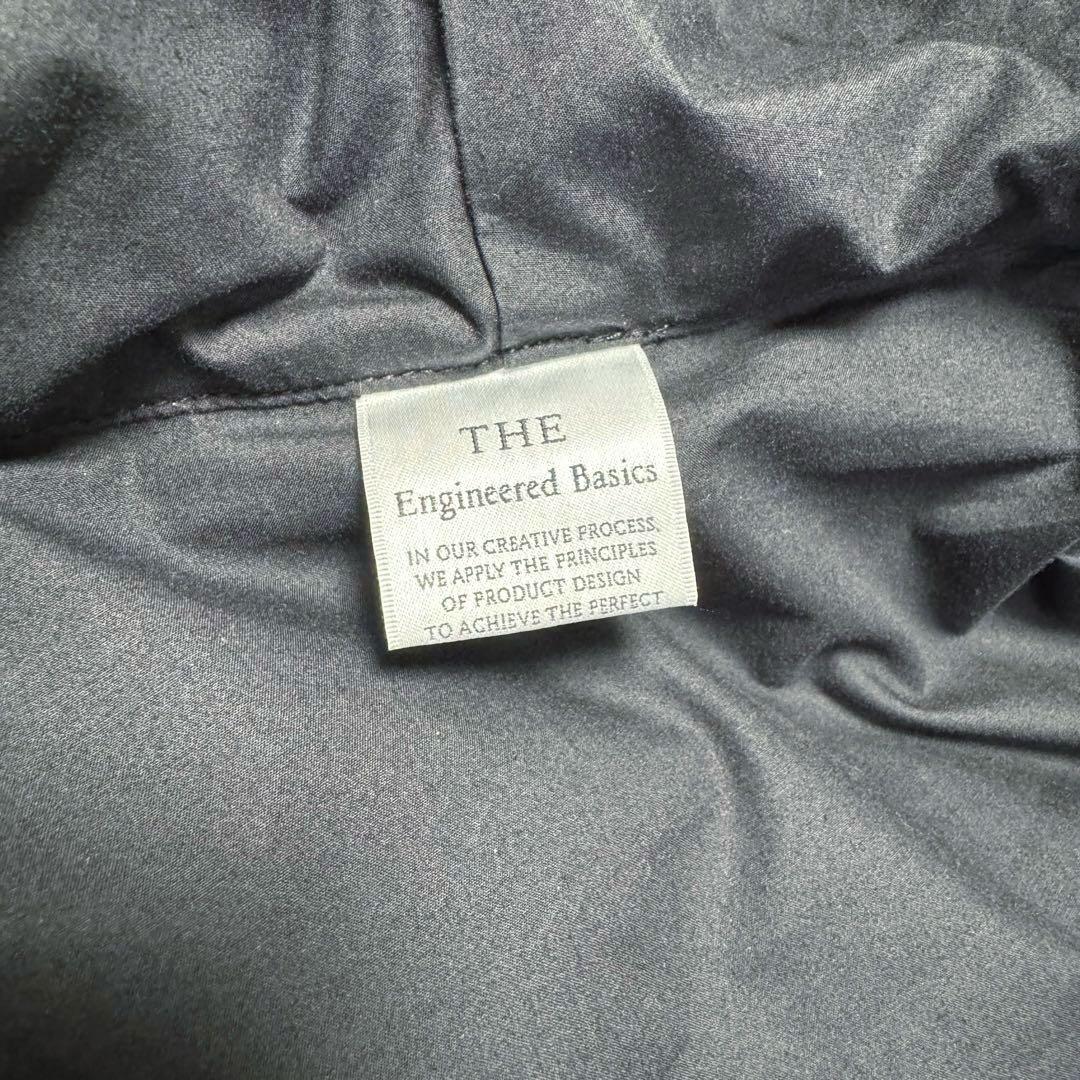 THE
Engineered Basics
IN OUR CREATIVE PROCESS,
WE APPLY THE PRINCIPLES
OF PRODUCT DESIGN
TO ACHIEVE THE PERFECT